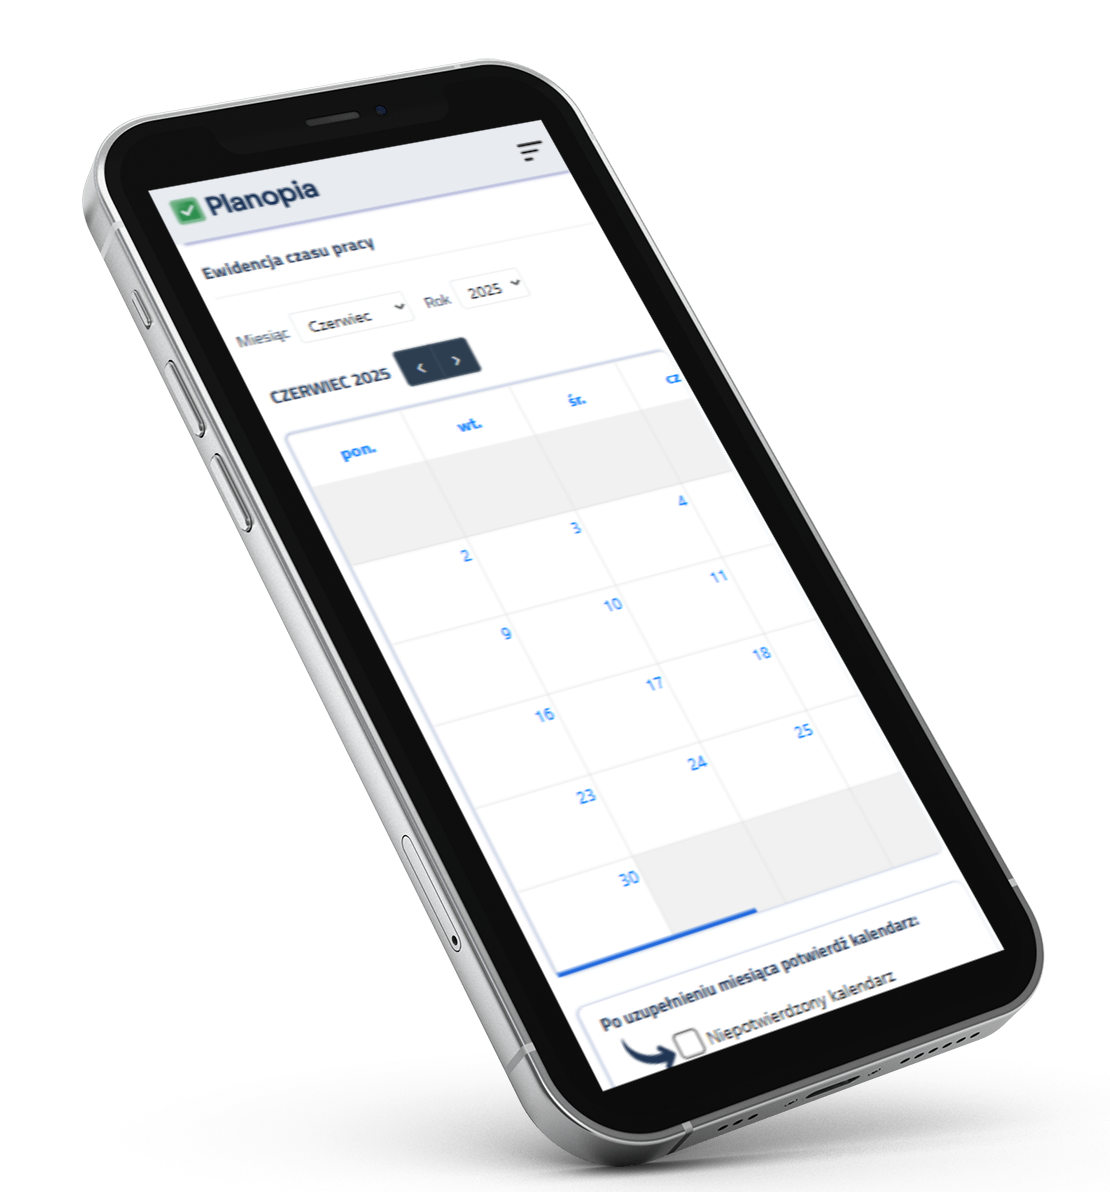 Planopia
Ewidencja czasu pracy
Miesiąc Czerwiec Rok 2025
CZERWIEC 2025
pon. wt. śr. cz
2 3 4
9 10 11
16 17 18
23 24 25
30
Po uzupełnieniu miesiąca potwierdź kalendarz:
Niepotwierdzony kalendarz